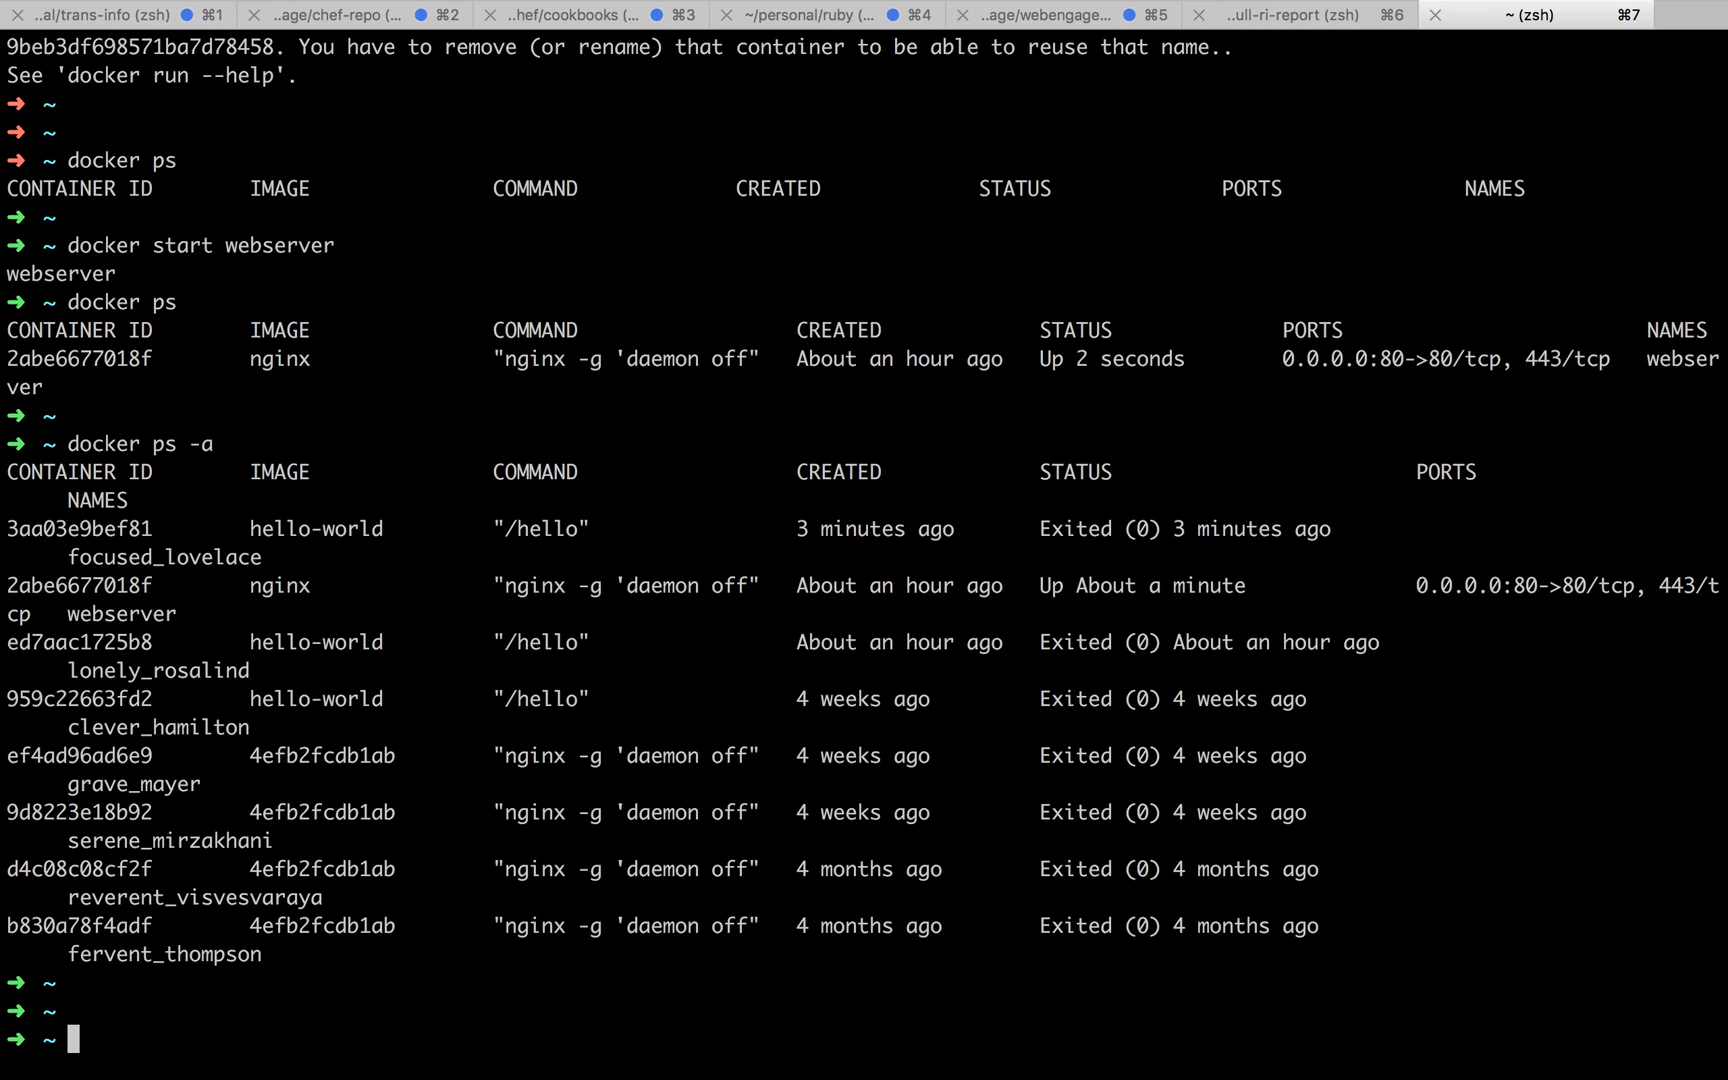 ..al/trans-info (zsh) ⌘1 ..age/chef-repo (... ⌘2 ..hef/cookbooks (... ⌘3 ~/personal/ruby (... ⌘4 ..age/webengage... ⌘5 ..ull-ri-report (zsh) ⌘6 ~ (zsh) ⌘7
9beb3df698571ba7d78458. You have to remove (or rename) that container to be able to reuse that name..
See 'docker run --help'.
➜ ~
➜ ~
➜ ~ docker ps
CONTAINER ID IMAGE COMMAND CREATED STATUS PORTS NAMES
➜ ~
➜ ~ docker start webserver
webserver
➜ ~ docker ps
CONTAINER ID IMAGE COMMAND CREATED STATUS PORTS NAMES
2abe6677018f nginx "nginx -g 'daemon off" About an hour ago Up 2 seconds 0.0.0.0:80->80/tcp, 443/tcp webser
ver
➜ ~
➜ ~ docker ps -a
CONTAINER ID IMAGE COMMAND CREATED STATUS PORTS
NAMES
3aa03e9bef81 hello-world "/hello" 3 minutes ago Exited (0) 3 minutes ago
focused_lovelace
2abe6677018f nginx "nginx -g 'daemon off" About an hour ago Up About a minute 0.0.0.0:80->80/tcp, 443/t
cp webserver
ed7aac1725b8 hello-world "/hello" About an hour ago Exited (0) About an hour ago
lonely_rosalind
959c22663fd2 hello-world "/hello" 4 weeks ago Exited (0) 4 weeks ago
clever_hamilton
ef4ad96ad6e9 4efb2fcdb1ab "nginx -g 'daemon off" 4 weeks ago Exited (0) 4 weeks ago
grave_mayer
9d8223e18b92 4efb2fcdb1ab "nginx -g 'daemon off" 4 weeks ago Exited (0) 4 weeks ago
serene_mirzakhani
d4c08c08cf2f 4efb2fcdb1ab "nginx -g 'daemon off" 4 months ago Exited (0) 4 months ago
reverent_visvesvaraya
b830a78f4adf 4efb2fcdb1ab "nginx -g 'daemon off" 4 months ago Exited (0) 4 months ago
fervent_thompson
➜ ~
➜ ~
➜ ~